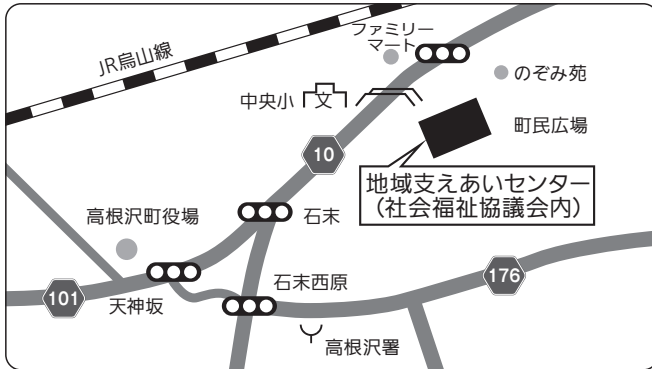 ファミリー
マート
JR烏山線
のぞみ苑
中央小
文
町民広場
10
地域支えあいセンター
(社会福祉協議会内)
高根沢町役場
石末
石末西原
176
101
天神坂
高根沢署